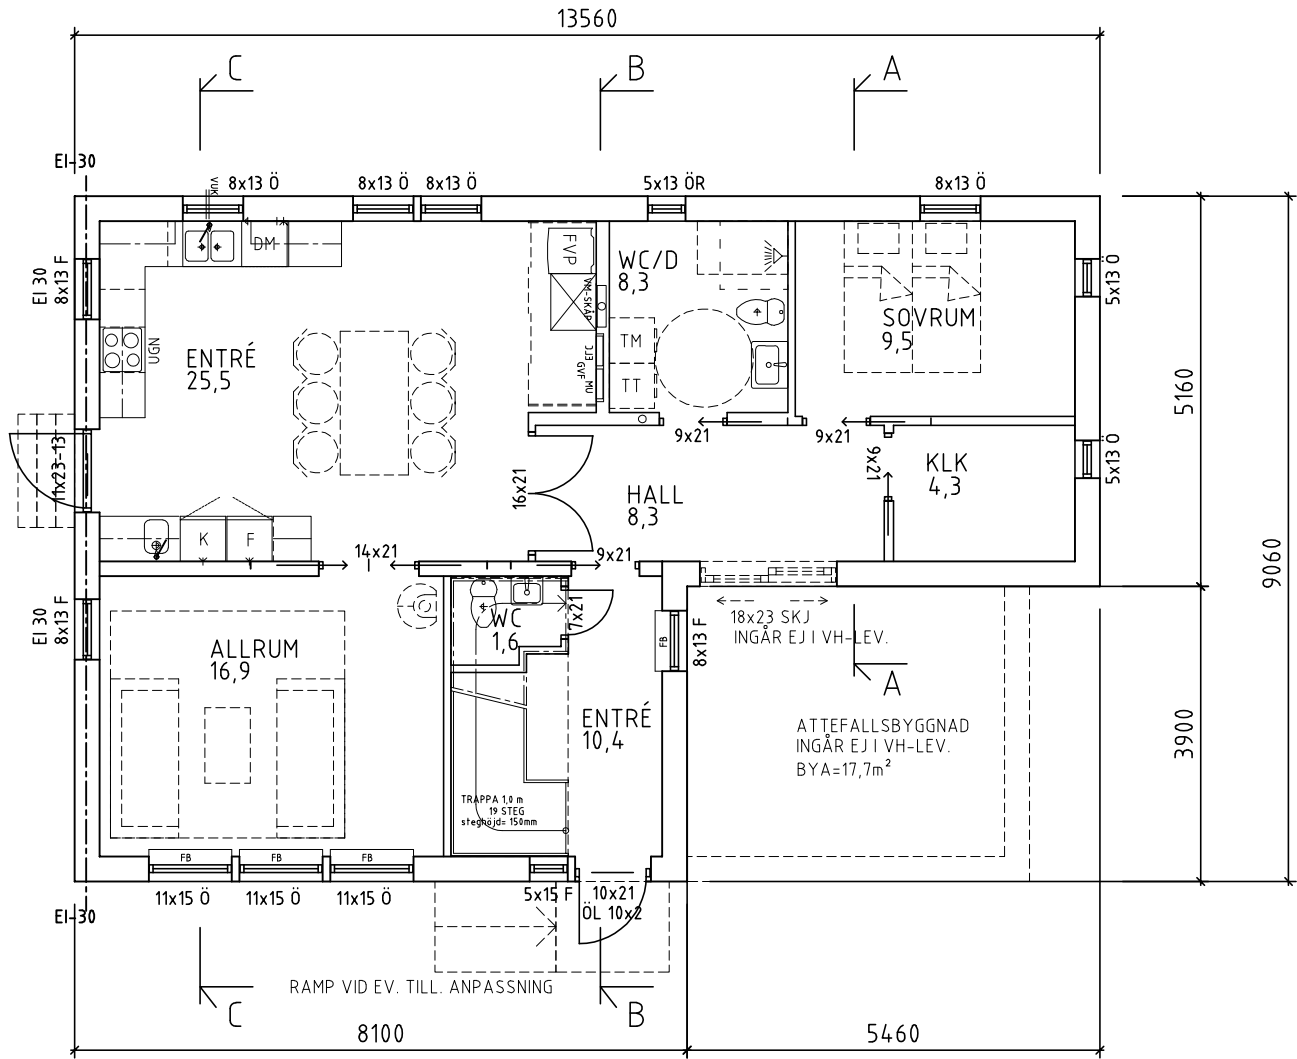 13560
C
B
A
EI-30
8x13 Ö
8x13 Ö
8x13 Ö
5x13 ÖR
8x13 Ö
VUK
DM
FVP
WC/D
8,3
EI 30
8x13 F
5x13 Ö
VM-SKÅP
SOVRUM
9,5
UGN
ENTRÉ
25,5
TM
TT
GVF
MU
5160
9x21
9x21
9x21
KLK
4,3
5x13 Ö
11x23-13
16x21
HALL
8,3
K
F
14x21
9x21
9060
EI 30
8x13 F
WC
1,6
7x21
18x23 SKJ
INGÅR EJ I VH-LEV.
FB
8x13 F
ALLRUM
16,9
A
ENTRÉ
10,4
ATTEFALLSBYGGNAD
INGÅR EJ I VH-LEV.
BYA=17,7m²
3900
TRAPPA 1,0 m
19 STEG
steghöjd= 150mm
FB
FB
FB
11x15 Ö
11x15 Ö
11x15 Ö
5x15 F
10x21
ÖL 10x2
EI-30
RAMP VID EV. TILL. ANPASSNING
C
B
8100
5460